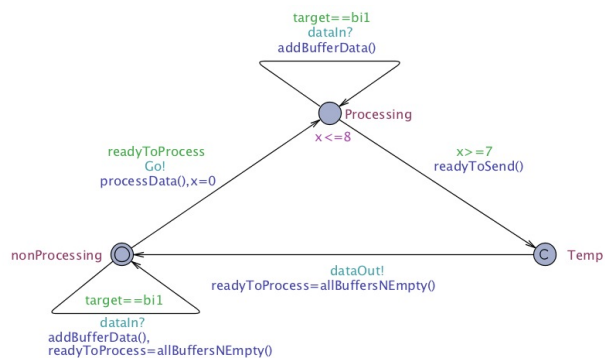 target==bi1
dataIn?
addBufferData()
Processing
x<=8
readyToProcess
Go!
processData(),x=0
x>=7
readyToSend()
nonProcessing
C
Temp
dataOut!
readyToProcess=allBuffersNEmpty()
target==bi1
dataIn?
addBufferData(),
readyToProcess=allBuffersNEmpty()